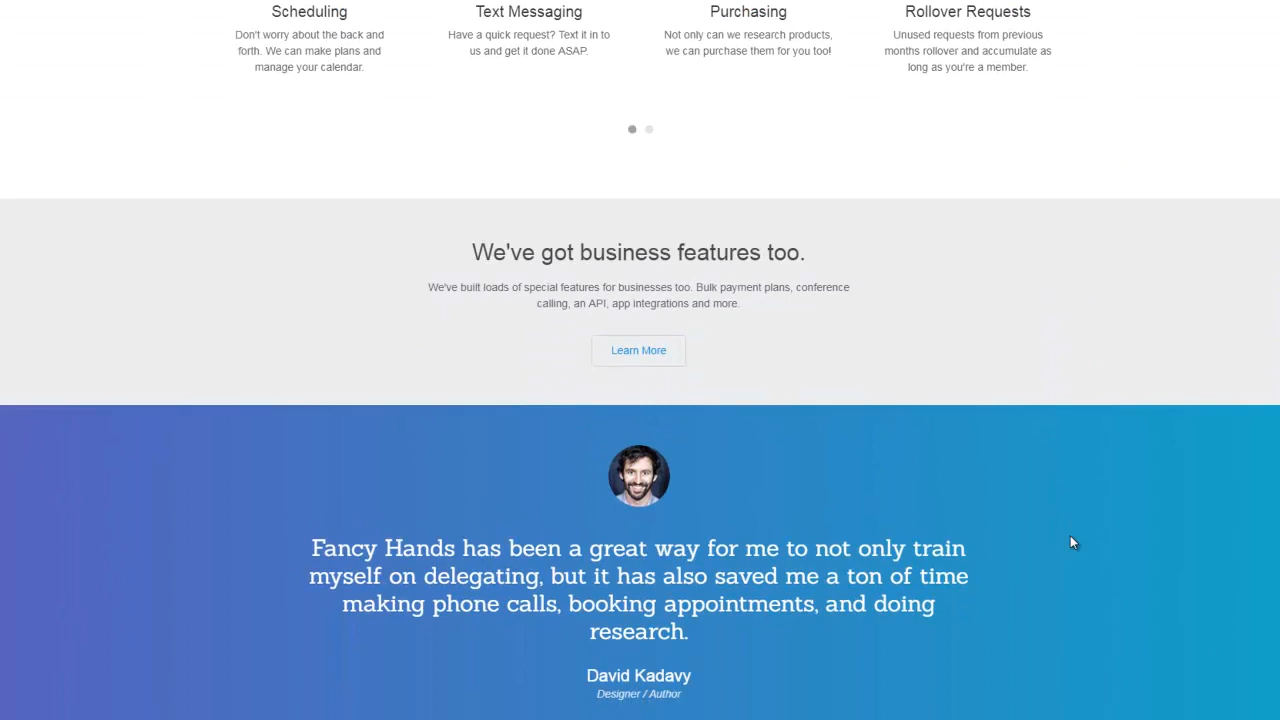 Scheduling
Don't worry about the back and
forth. We can make plans and
manage your calendar.
Text Messaging
Have a quick request? Text it in to
us and get it done ASAP.
Purchasing
Not only can we research products,
we can purchase them for you too!
Rollover Requests
Unused requests from previous
months rollover and accumulate as
long as you're a member.
We've got business features too.
We've built loads of special features for businesses too. Bulk payment plans, conference
calling, an API, app integrations and more.
Learn More
Fancy Hands has been a great way for me to not only train
myself on delegating, but it has also saved me a ton of time
making phone calls, booking appointments, and doing
research.
David Kadavy
Designer / Author